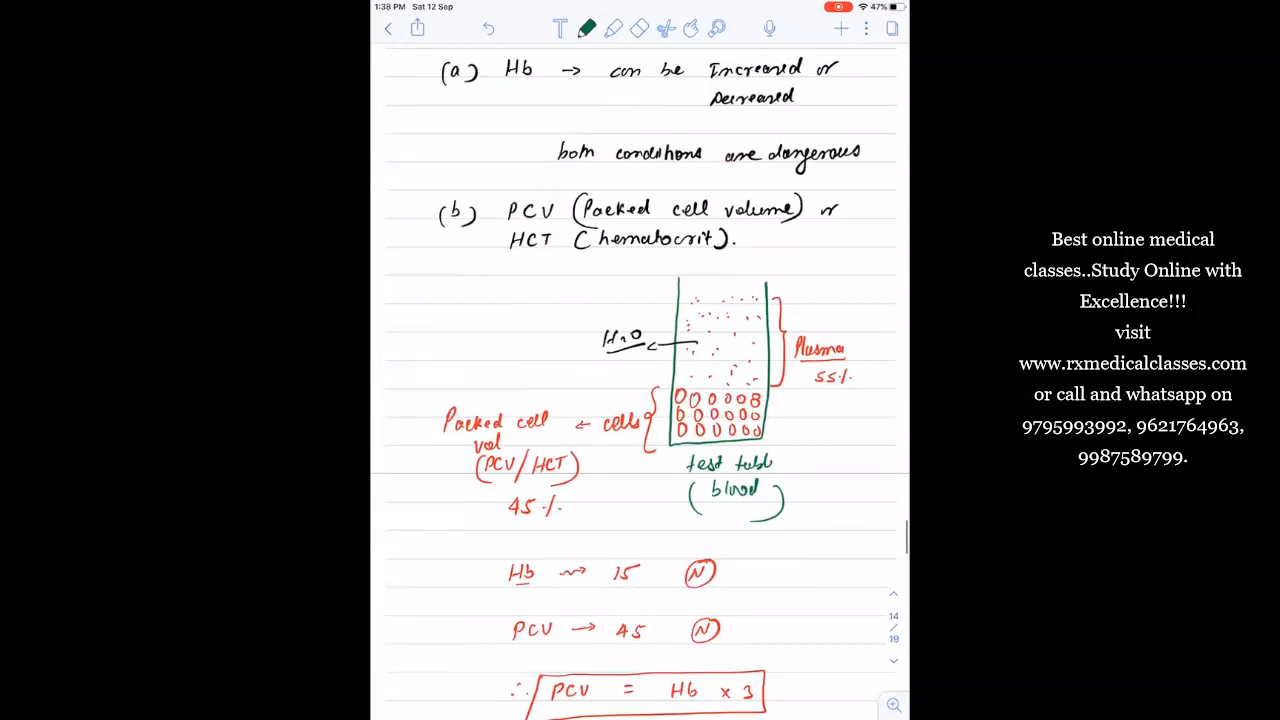 1:38 PM Sat 12 Sep
47%
(a) Hb → can be Increased or
Decreased
both conditions are dangerous
(b) PCV (Packed cell volume) or
HCT (hematocrit).
H₂O
Plasma
55%
Packed cell ← cells
vol
(PCV/HCT)
45%
test tube
(blood)
Hb ⇝ 15 (N)
PCV → 45 (N)
∴ PCV = Hb × 3
14
/
19
Best online medical
classes..Study Online with
Excellence!!!
visit
www.rxmedicalclasses.com
or call and whatsapp on
9795993992, 9621764963,
9987589799.